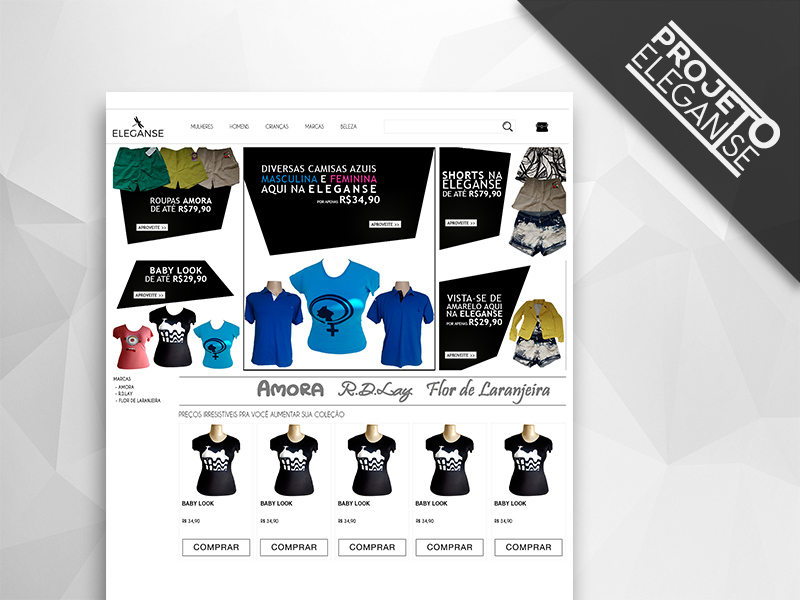 PROJETO
ELEGANSE
ELEGANSE
MULHERES HOMENS CRIANÇAS MARCAS BELEZA
ROUPAS AMORA
DE ATÉ R$79,90
APROVEITE >>
BABY LOOK
DE ATÉ R$29,90
APROVEITE >>
DIVERSAS CAMISAS AZUIS
MASCULINA E FEMININA
AQUI NA ELEGANSE
POR APENAS R$34,90
APROVEITE >>
SHORTS NA
ELEGANSE
DE ATÉ R$79,90
APROVEITE >>
VISTA-SE DE
AMARELO AQUI
NA ELEGANSE
POR APENAS R$29,90
APROVEITE >>
MARCAS
- AMORA
- R.D.LAY
- FLOR DE LARANJEIRA
AMORA R.D.Lay. Flor de Laranjeira
PREÇOS IRRESISTÍVEIS PRA VOCÊ AUMENTAR SUA COLEÇÃO
BABY LOOK BABY LOOK BABY LOOK BABY LOOK BABY LOOK
R$ 34,90 R$ 34,90 R$ 34,90 R$ 34,90 R$ 34,90
COMPRAR COMPRAR COMPRAR COMPRAR COMPRAR